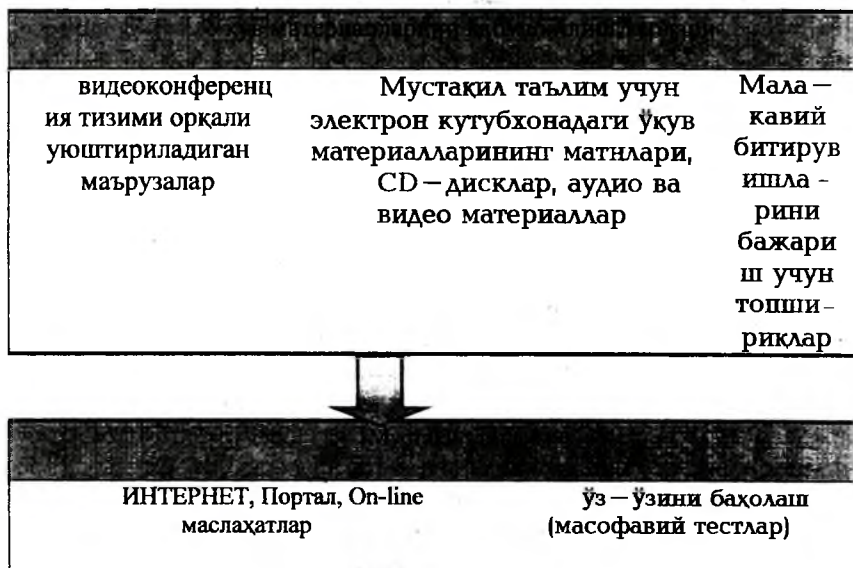 видеоконференц
ия тизими орқали
уюштириладиган
маърузалар
Мустақил таълим учун
электрон кутубхонадаги ўқув
материалларининг матнлари,
CD–дисклар, аудио ва
видео материаллар
Мала–
кавий
битирув
ишла-
рини
бажари
ш учун
топши-
риқлар
ИНТЕРНЕТ, Портал, On-line
маслаҳатлар
ўз–ўзини баҳолаш
(масофавий тестлар)